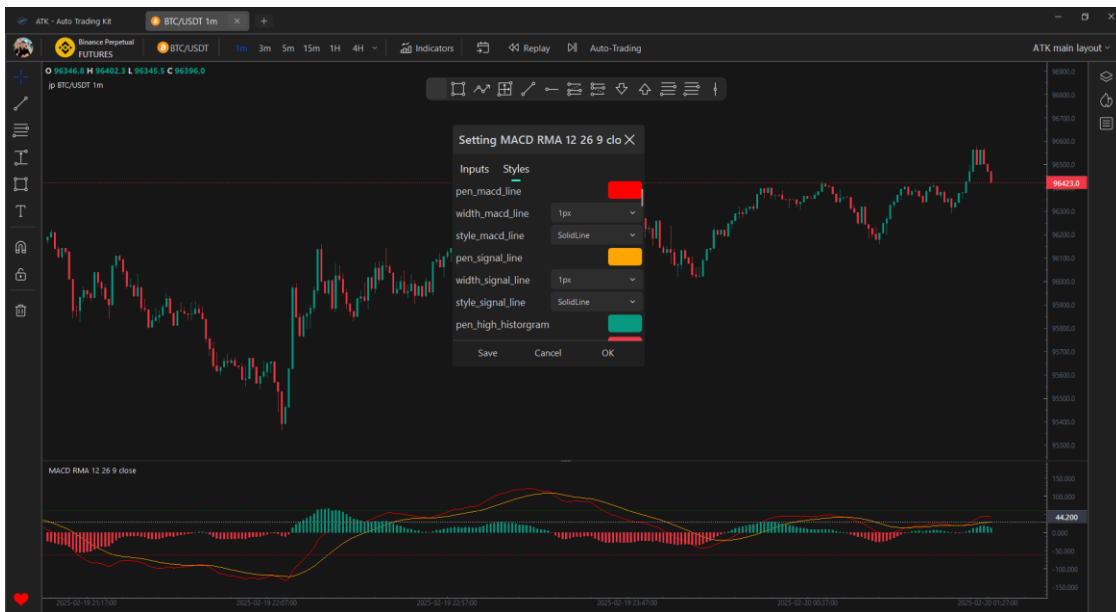 ATK - Auto Trading Kit
BTC/USDT 1m
Binance Perpetual
FUTURES
BTC/USDT
1m 3m 5m 15m 1H 4H
Indicators
Replay
Auto-Trading
ATK main layout
O 96346.8 H 96402.3 L 96345.5 C 96396.0
jp BTC/USDT 1m
T
Setting MACD RMA 12 26 9 clo
Inputs Styles
pen_macd_line
width_macd_line 1px
style_macd_line SolidLine
pen_signal_line
width_signal_line 1px
style_signal_line SolidLine
pen_high_historgram
Save Cancel OK
96900.0
96800.0
96700.0
96600.0
96500.0
96423.0
96300.0
96200.0
96100.0
96000.0
95900.0
95800.0
95700.0
95600.0
95500.0
95400.0
95300.0
MACD RMA 12 26 9 close
150.000
100.000
44.200
0.000
-50.000
-100.000
-150.000
2025-02-19 21:17:00 2025-02-19 22:07:00 2025-02-19 22:57:00 2025-02-19 23:47:00 2025-02-20 00:37:00 2025-02-20 01:27:00